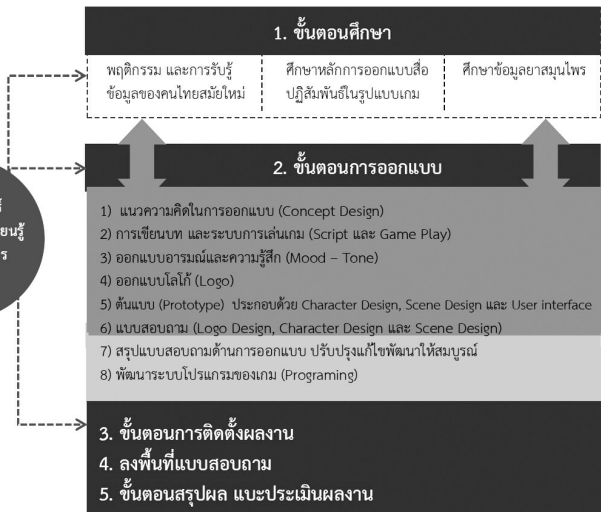 1. ขั้นตอนศึกษา
พฤติกรรม และการรับรู้
ข้อมูลของคนไทยสมัยใหม่
ศึกษาหลักการออกแบบสื่อ
ปฏิสัมพันธ์ในรูปแบบเกม
ศึกษาข้อมูลยาสมุนไพร
2. ขั้นตอนการออกแบบ
1) แนวความคิดในการออกแบบ (Concept Design)
2) การเขียนบท และระบบการเล่นเกม (Script และ Game Play)
3) ออกแบบอารมณ์และความรู้สึก (Mood – Tone)
4) ออกแบบโลโก้ (Logo)
5) ต้นแบบ (Prototype) ประกอบด้วย Character Design, Scene Design และ User interface
6) แบบสอบถาม (Logo Design, Character Design และ Scene Design)
7) สรุปแบบสอบถามด้านการออกแบบ ปรับปรุงแก้ไขพัฒนาให้สมบูรณ์
8) พัฒนาระบบโปรแกรมของเกม (Programing)
3. ขั้นตอนการติดตั้งผลงาน
4. ลงพื้นที่แบบสอบถาม
5. ขั้นตอนสรุปผล แบะประเมินผลงาน